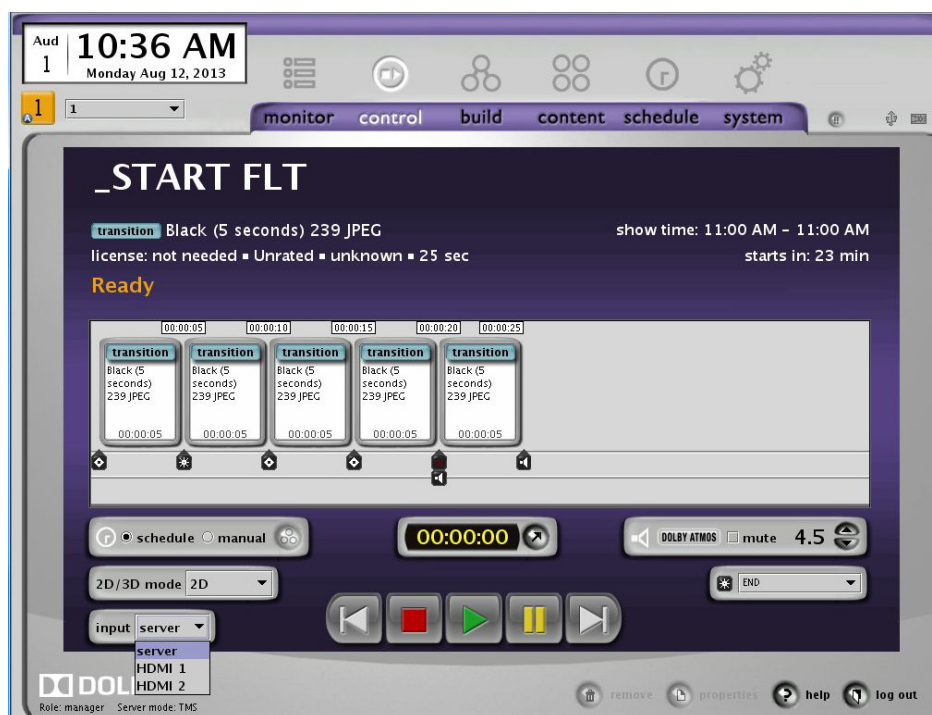 Aud
1
10:36 AM
Monday Aug 12, 2013
1
1
monitor control build content schedule system
_START FLT
transition Black (5 seconds) 239 JPEG
show time: 11:00 AM – 11:00 AM
license: not needed ▪ Unrated ▪ unknown ▪ 25 sec
starts in: 23 min
Ready
00:00:05 00:00:10 00:00:15 00:00:20 00:00:25
transition transition transition transition transition
Black (5 Black (5 Black (5 Black (5 Black (5
seconds) seconds) seconds) seconds) seconds)
239 JPEG 239 JPEG 239 JPEG 239 JPEG 239 JPEG
00:00:05 00:00:05 00:00:05 00:00:05 00:00:05
schedule manual
00:00:00
DOLBY ATMOS mute 4.5
2D/3D mode 2D
END
input server
server
HDMI 1
HDMI 2
remove properties help log out
Role: manager Server mode: TMS